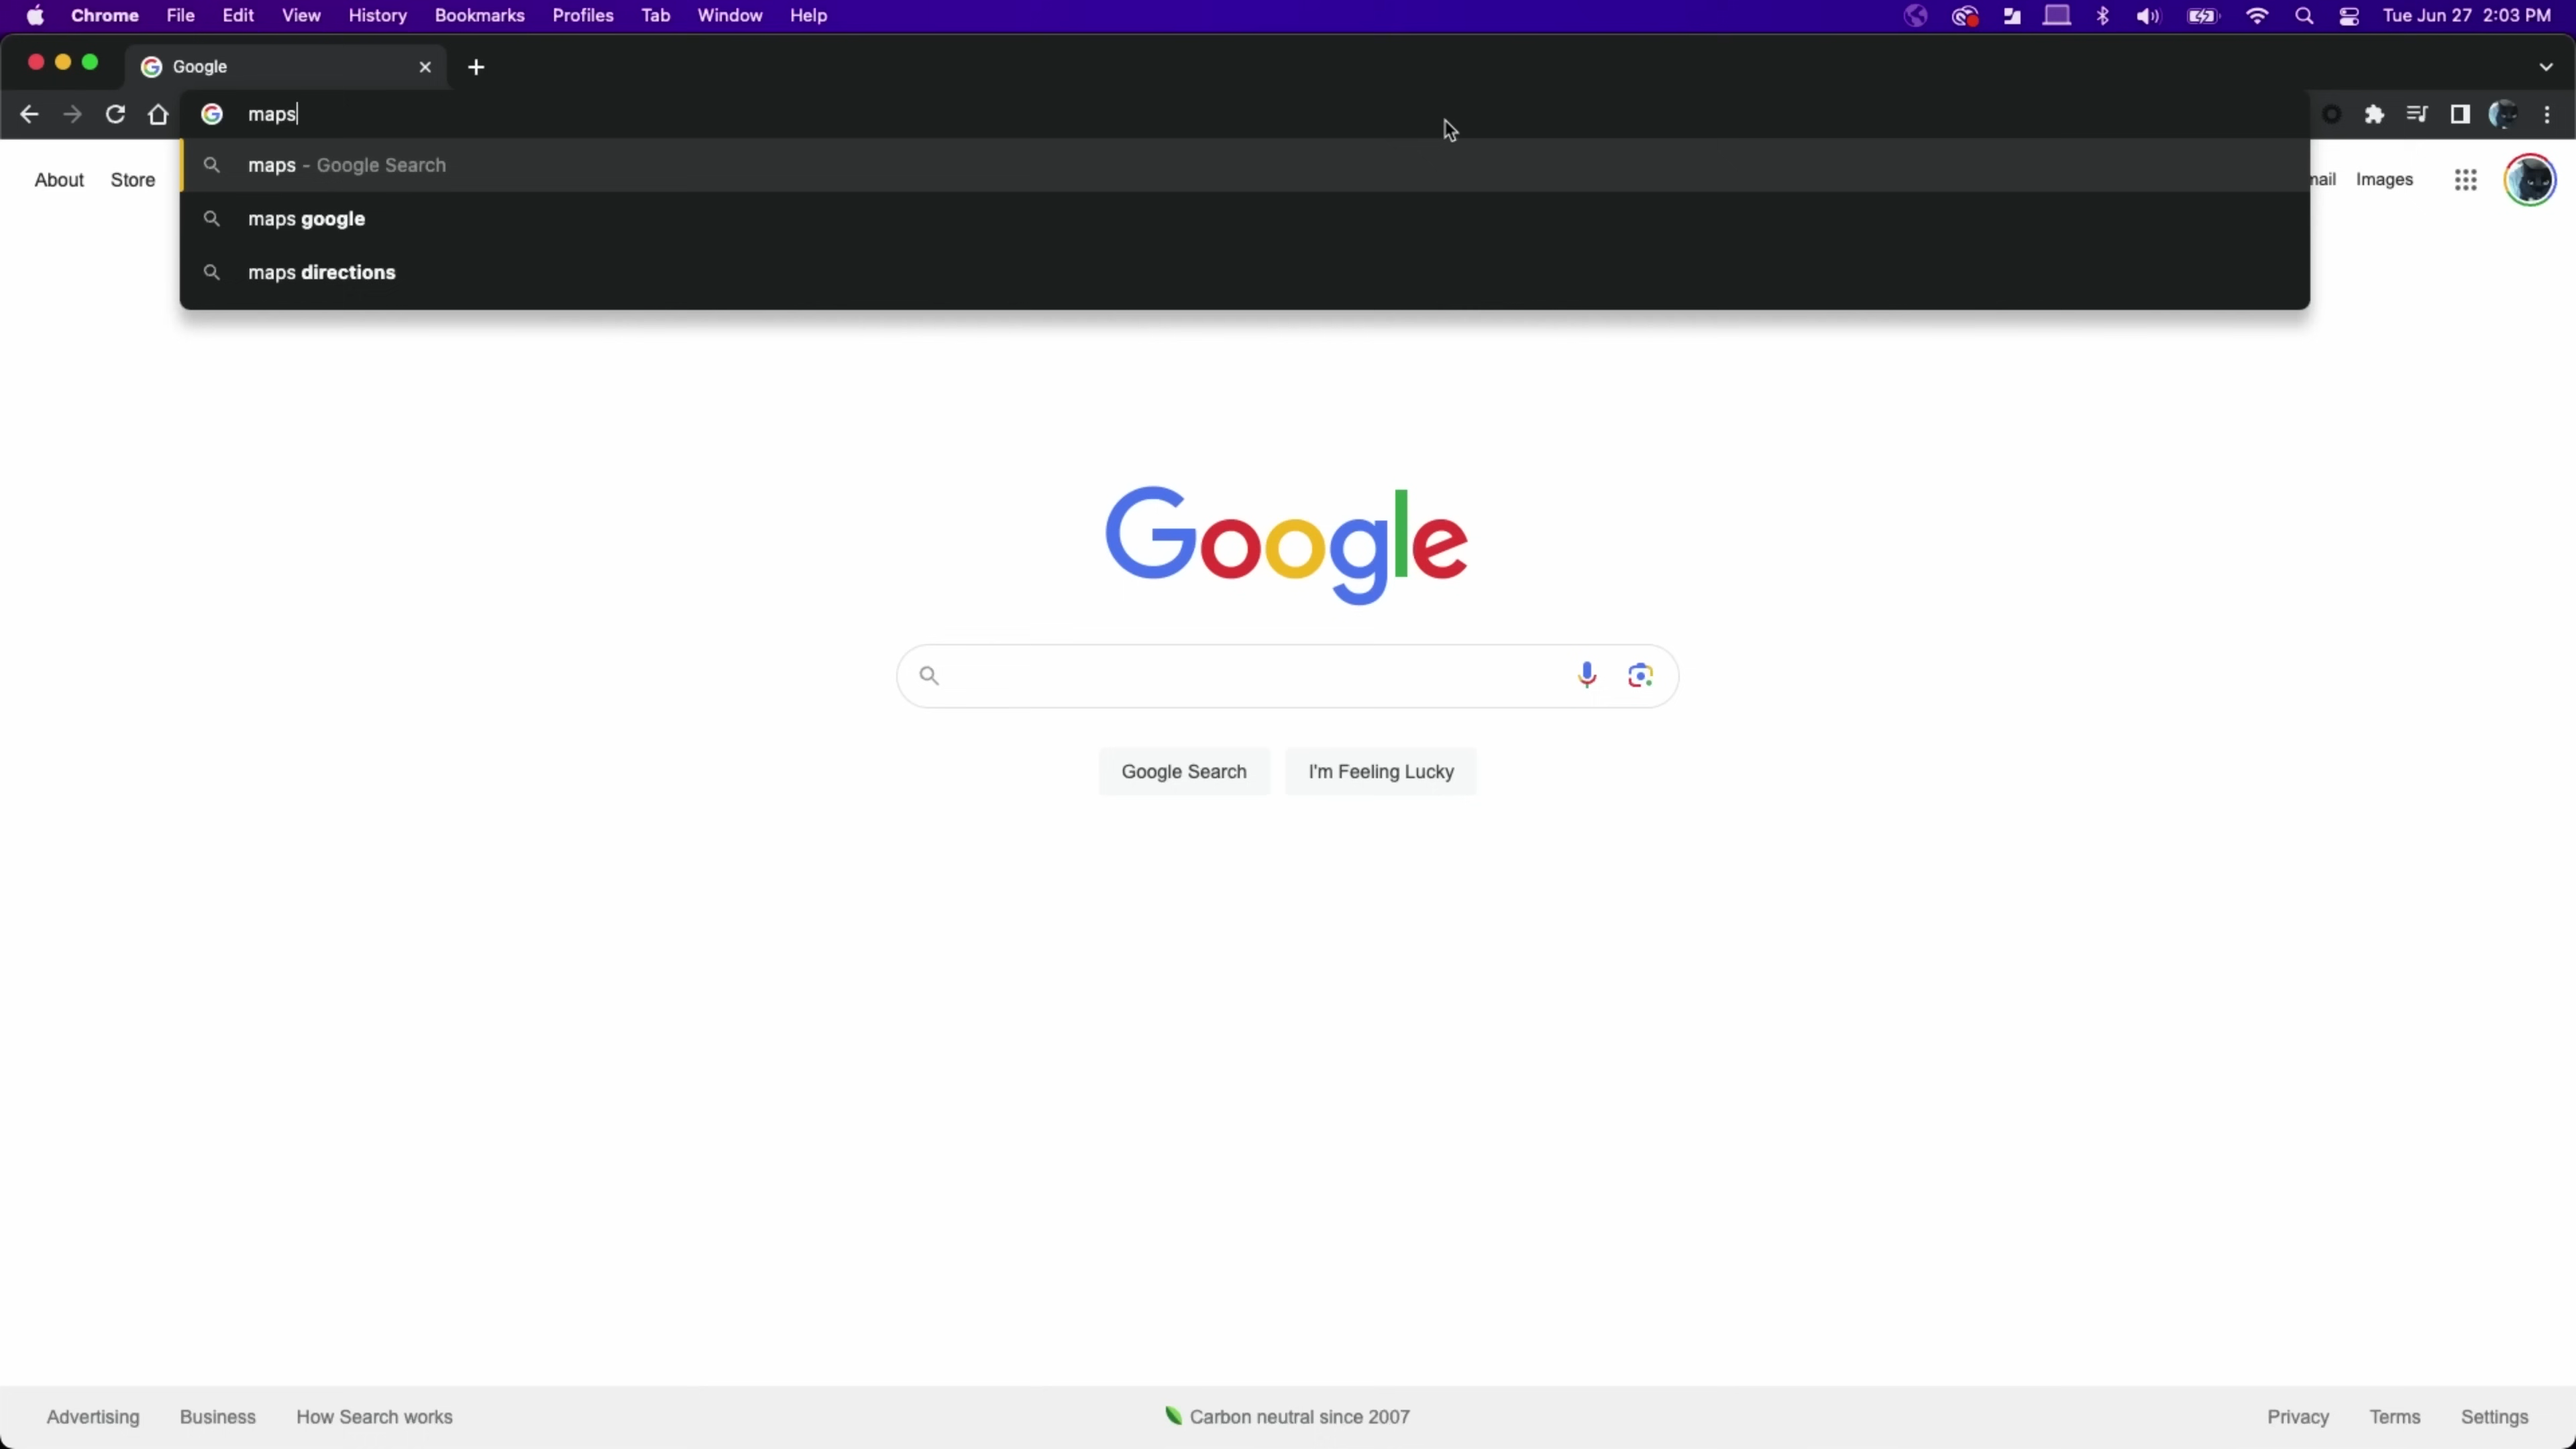 Chrome File Edit View History Bookmarks Profiles Tab Window Help Tue Jun 27 2:03 PM
Google
maps
About Store maps - Google Search mail Images
maps google
maps directions
Google
Google Search I'm Feeling Lucky
Advertising Business How Search works Carbon neutral since 2007 Privacy Terms Settings